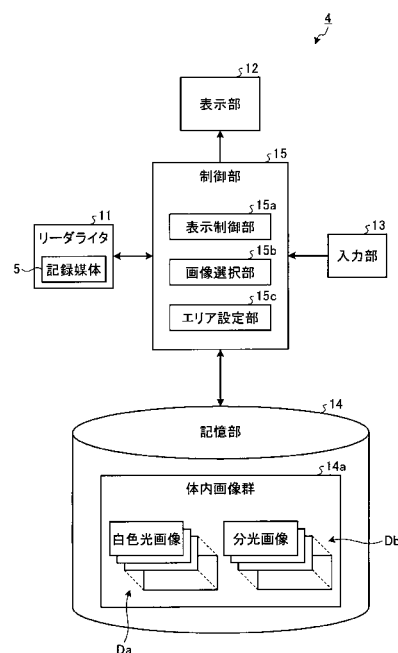 4
12
表示部
15
制御部
15a
表示制御部
15b
画像選択部
15c
エリア設定部
11
リーダライタ
5
記録媒体
13
入力部
14
記憶部
14a
体内画像群
白色光画像
分光画像
Db
Da